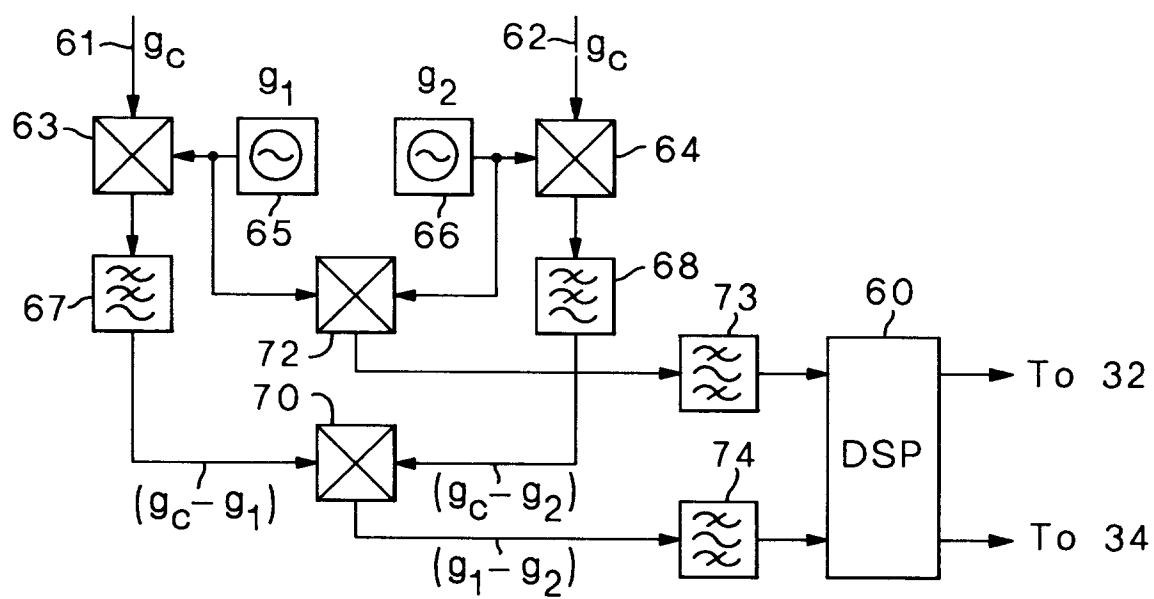 61 g_c 62 g_c
g_1 g_2
63 64
65 66
67 68
72 73 60
To 32
70
DSP
74
(g_c – g_1) (g_c – g_2)
To 34
(g_1 – g_2)